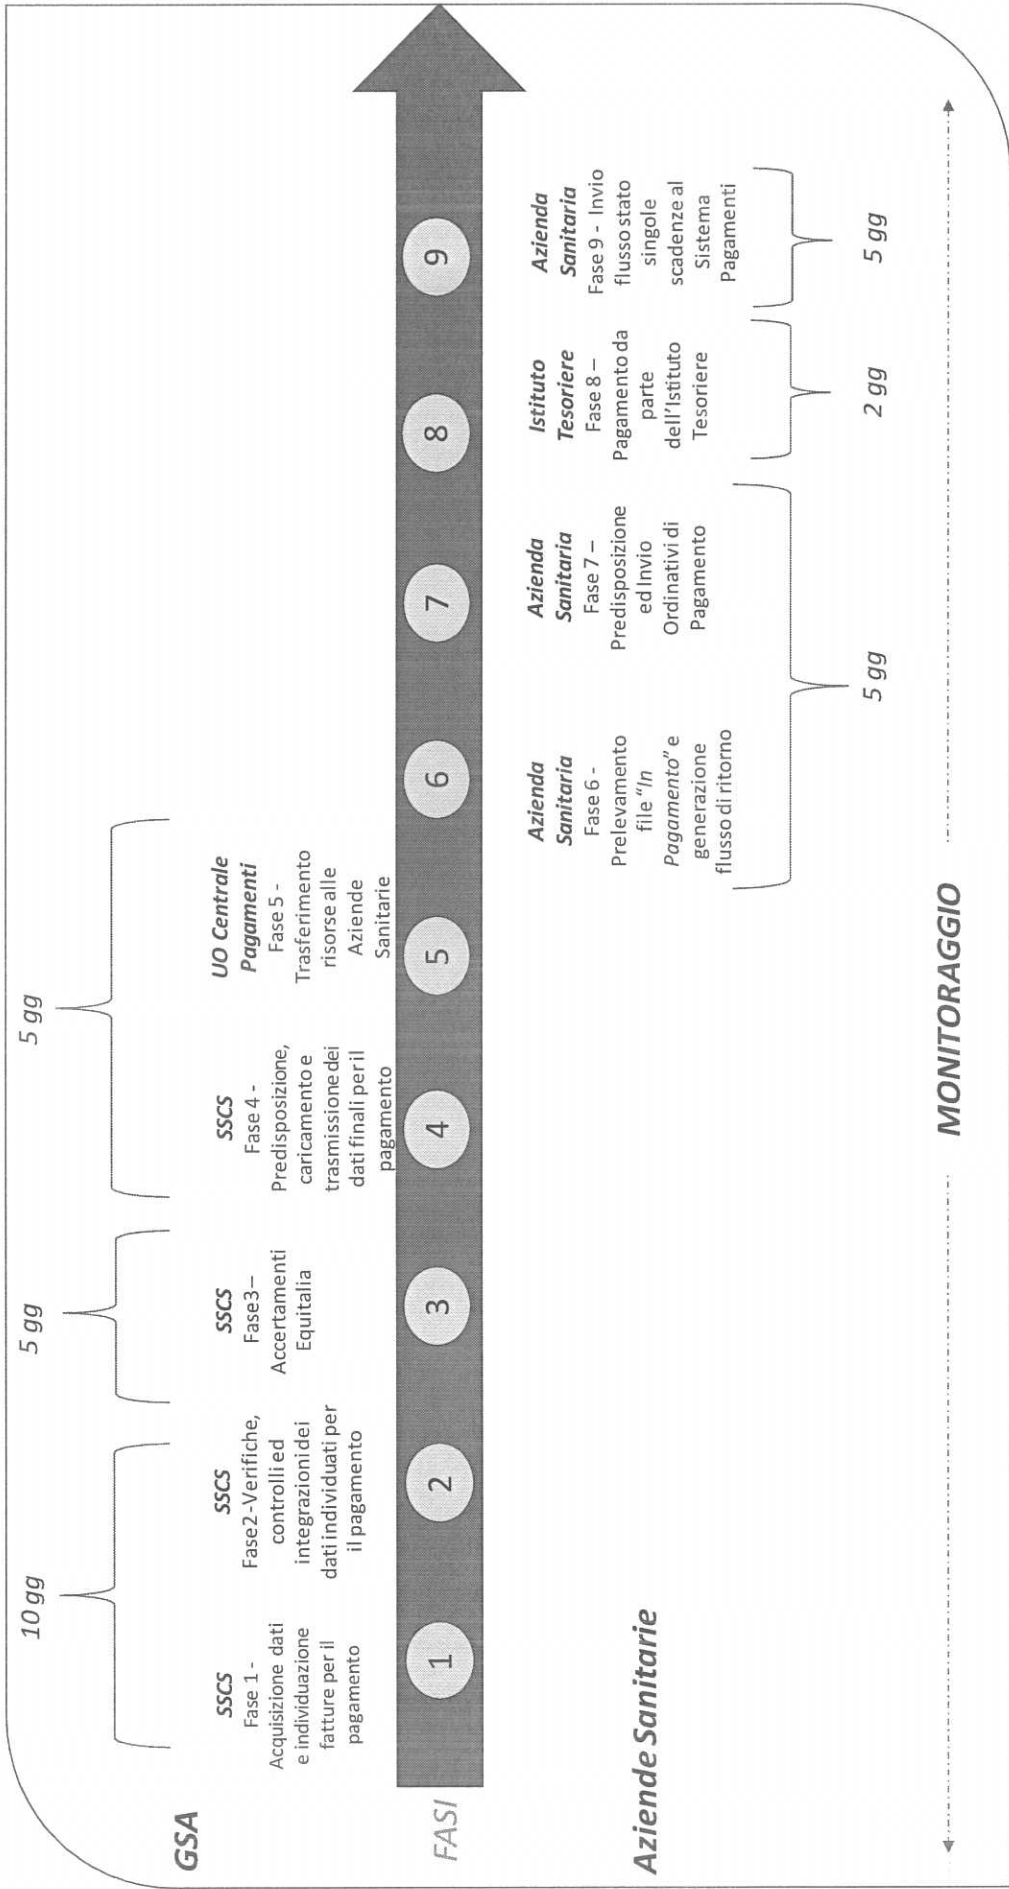 10 gg
5 gg
5 gg
GSA
SSCS
Fase 1 -
Acquisizione dati
e individuazione
fatture per il
pagamento
SSCS
Fase2 -Verifiche,
controlli ed
integrazioni dei
dati individuati per
il pagamento
SSCS
Fase3 –
Accertamenti
Equitalia
SSCS
Fase 4 -
Predisposizione,
caricamento e
trasmissione dei
dati finali per il
pagamento
UO Centrale
Pagamenti
Fase 5 -
Trasferimento
risorse alle
Aziende
Sanitarie
FASI
1
2
3
4
5
6
7
8
9
Aziende Sanitarie
Azienda
Sanitaria
Fase 6 -
Prelevamento
file "In
Pagamento" e
generazione
flusso di ritorno
Azienda
Sanitaria
Fase 7 –
Predisposizione
ed Invio
Ordinativi di
Pagamento
Istituto
Tesoriere
Fase 8 –
Pagamento da
parte
dell'Istituto
Tesoriere
Azienda
Sanitaria
Fase 9 - Invio
flusso stato
singole
scadenze al
Sistema
Pagamenti
5 gg
2 gg
5 gg
MONITORAGGIO